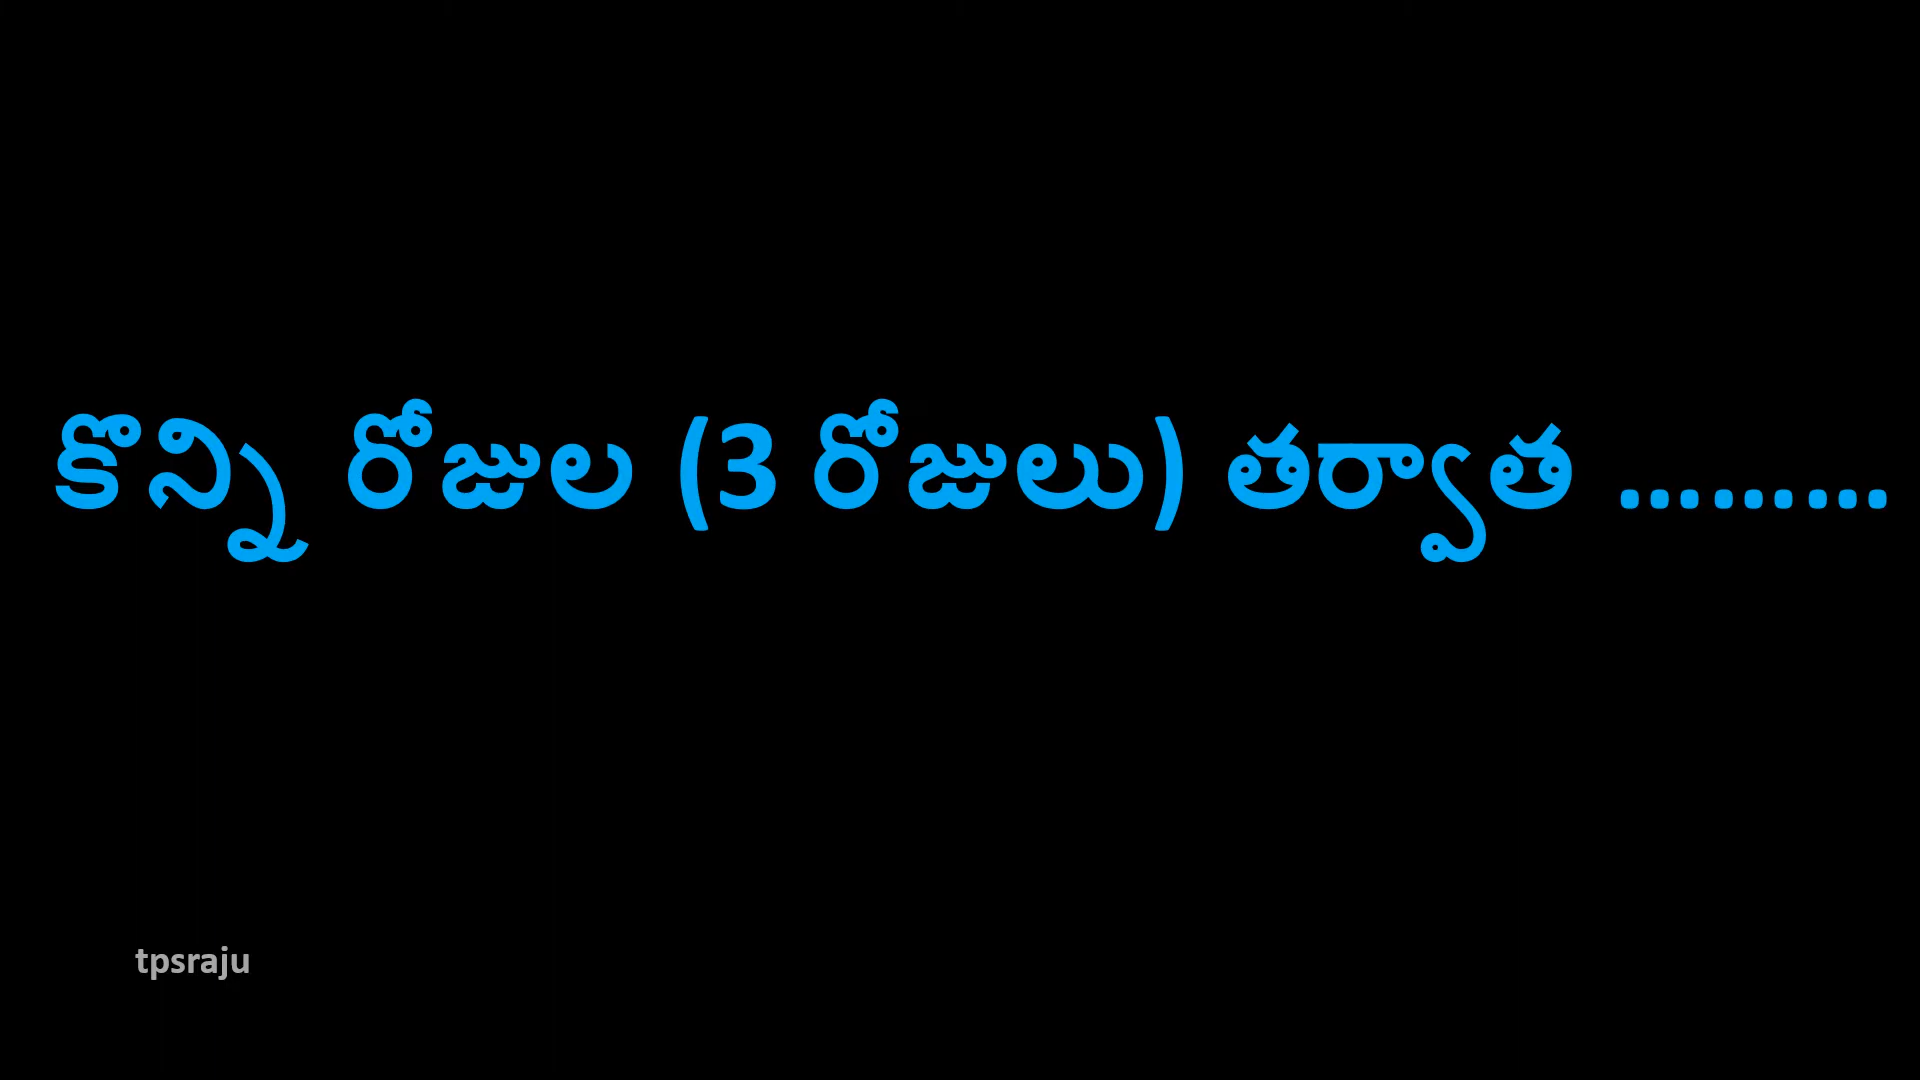 కొన్ని రోజుల (3 రోజులు) తర్వాత .........
tpsraju